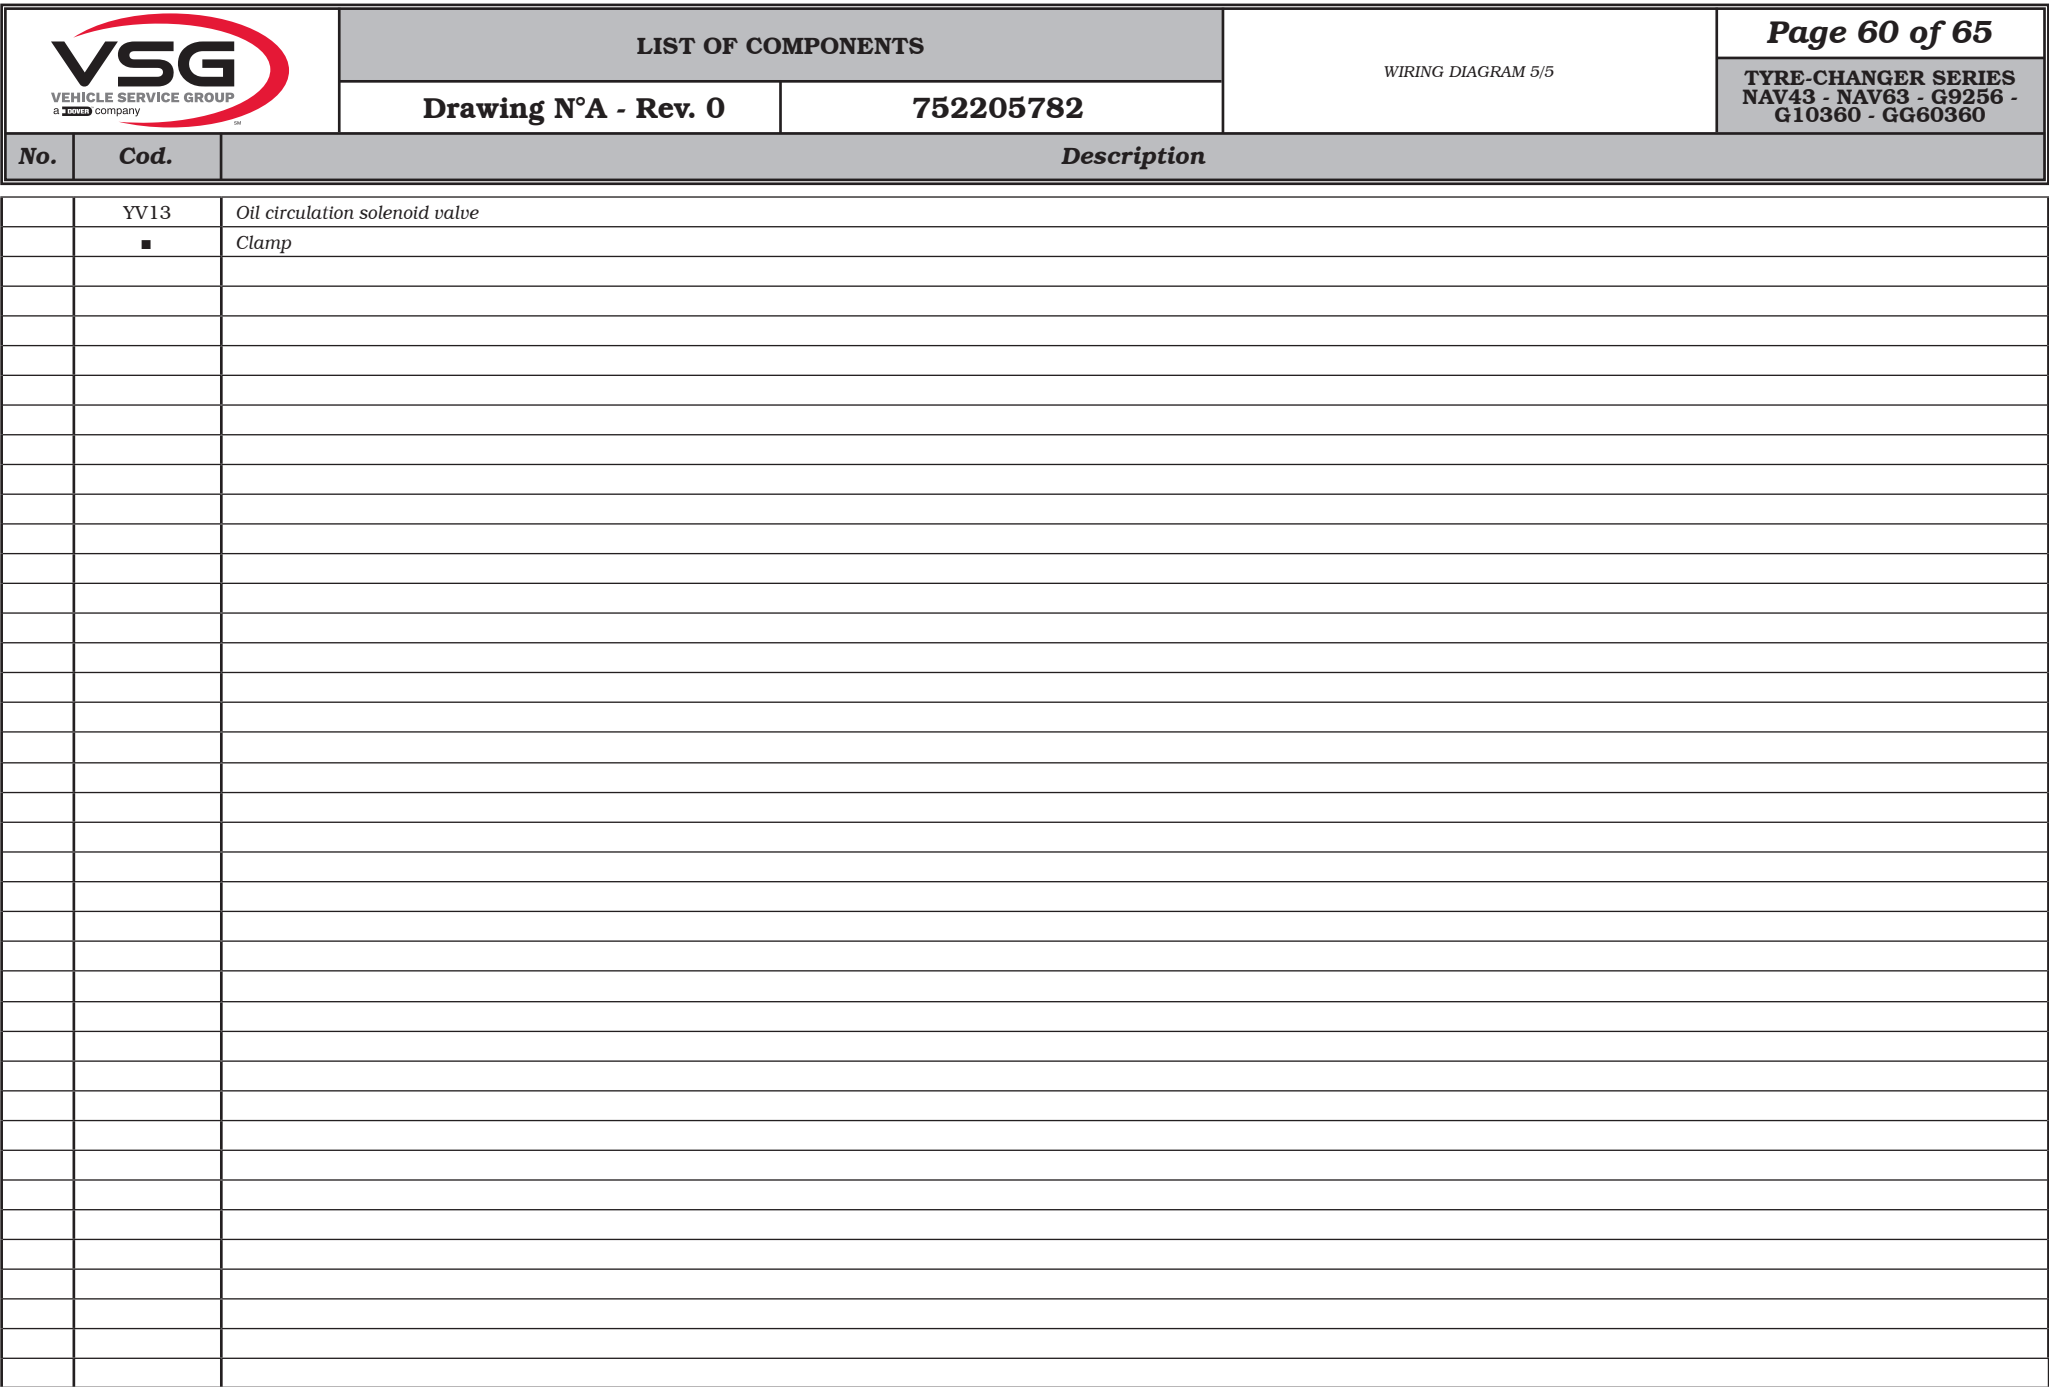 VSG
VEHICLE SERVICE GROUP
a DOVER company
SM
LIST OF COMPONENTS
Drawing N°A - Rev. 0
752205782
WIRING DIAGRAM 5/5
Page 60 of 65
TYRE-CHANGER SERIES
NAV43 - NAV63 - G9256 -
G10360 - GG60360
No. Cod. Description
YV13 Oil circulation solenoid valve
■ Clamp